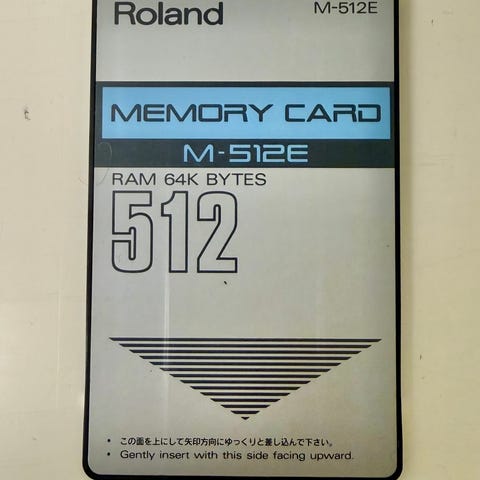 Roland M-512E
MEMORY CARD
M-512E
RAM 64K BYTES
512
• この面を上にして矢印方向にゆっくりと差し込んで下さい。
• Gently insert with this side facing upward.